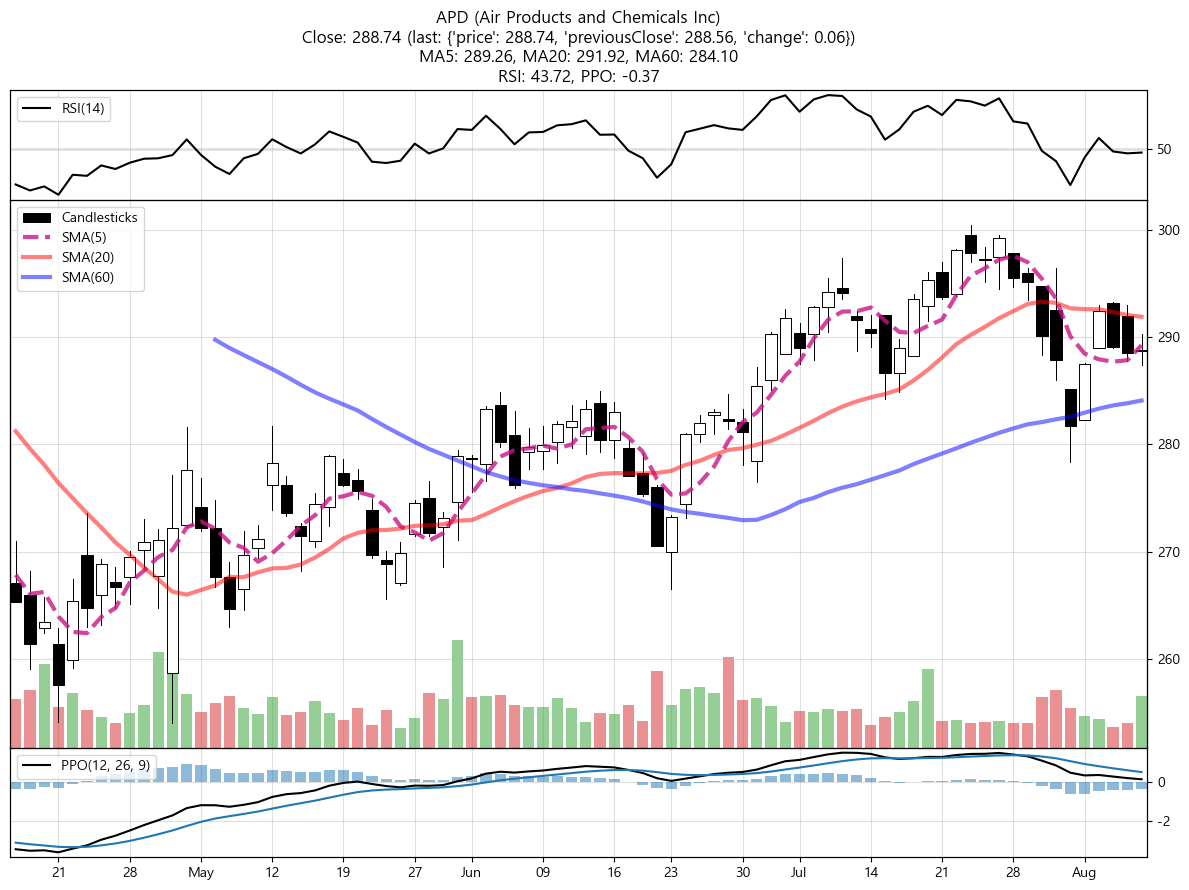 APD (Air Products and Chemicals Inc)
Close: 288.74 (last: {'price': 288.74, 'previousClose': 288.56, 'change': 0.06})
MA5: 289.26, MA20: 291.92, MA60: 284.10
RSI: 43.72, PPO: -0.37
RSI(14)
50
Candlesticks
SMA(5)
SMA(20)
SMA(60)
300
290
280
270
260
PPO(12, 26, 9)
0
-2
21 28 May 12 19 27 Jun 09 16 23 30 Jul 14 21 28 Aug